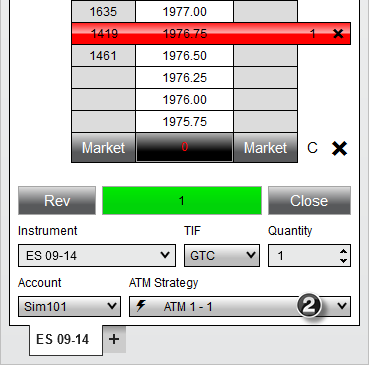 1635 1977.00
1419 1976.75 1 ✕
1461 1976.50
1976.25
1976.00
1975.75
Market 0 Market C ✕
Rev 1 Close
Instrument TIF Quantity
ES 09-14 GTC 1
Account ATM Strategy
Sim101 ATM 1 - 1 2
ES 09-14 +